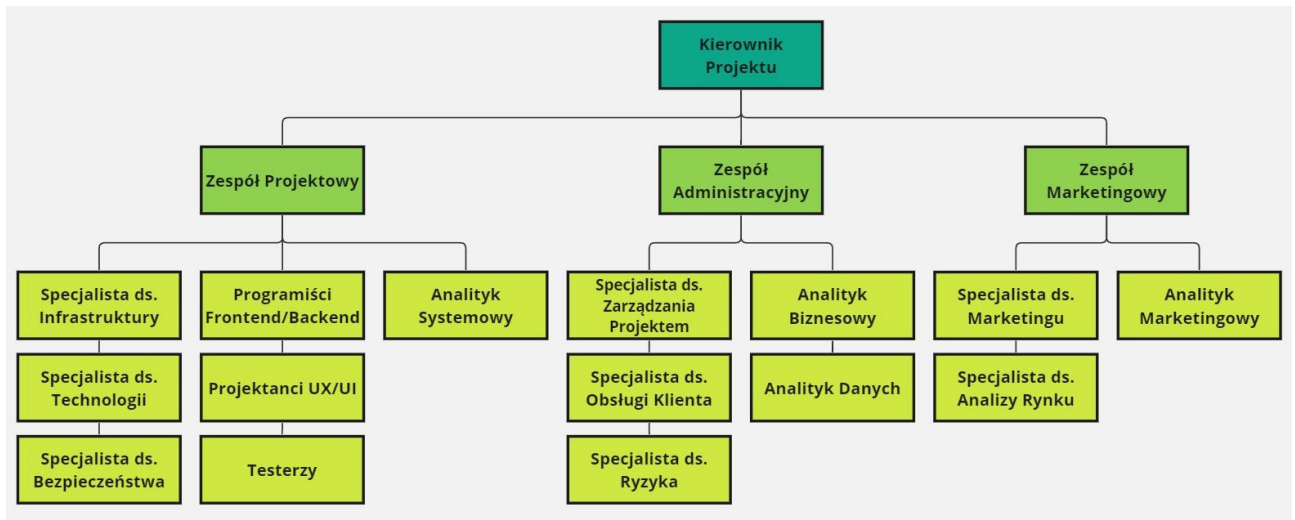 Kierownik
Projektu
Zespół Projektowy
Zespół
Administracyjny
Zespół
Marketingowy
Specjalista ds.
Infrastruktury
Programiści
Frontend/Backend
Analityk
Systemowy
Specjalista ds.
Zarządzania
Projektem
Analityk
Biznesowy
Specjalista ds.
Marketingu
Analityk
Marketingowy
Specjalista ds.
Technologii
Projektanci UX/UI
Specjalista ds.
Obsługi Klienta
Analityk Danych
Specjalista ds.
Analizy Rynku
Specjalista ds.
Bezpieczeństwa
Testerzy
Specjalista ds.
Ryzyka